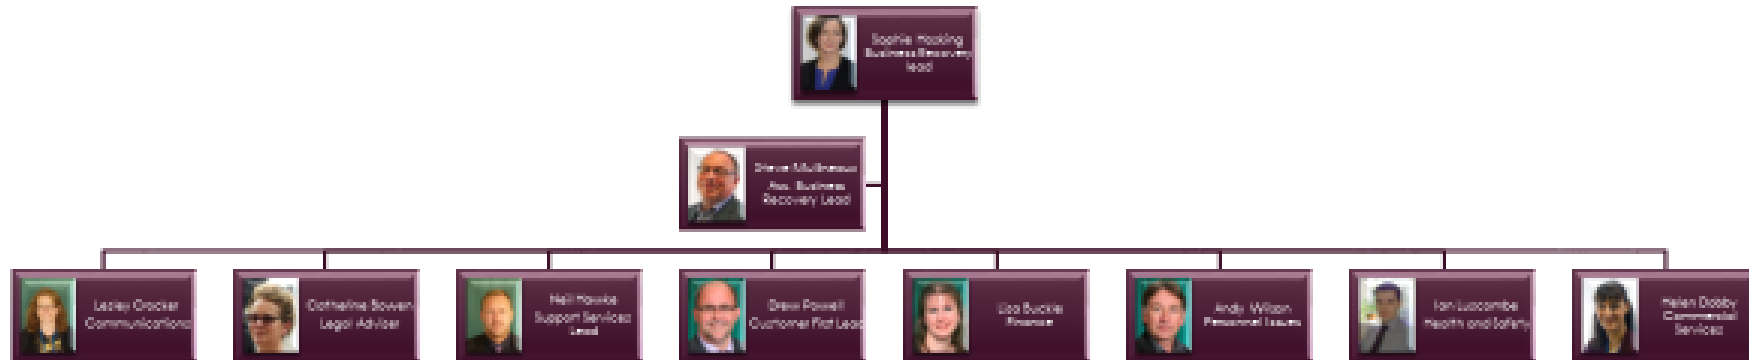 Sophie Hosking
Business Recovery
lead
Steve Mullineaux
Ass. Business
Recovery Lead
Lesley Crocker
Communications
Catherine Bowen
Legal Adviser
Neil Hawke
Support Services
Lead
Drew Powell
Customer First Lead
Lisa Buckle
Finance
Andy Wilson
Personnel Issues
Ian Luscombe
Health and Safety
Helen Dobby
Commercial
Services